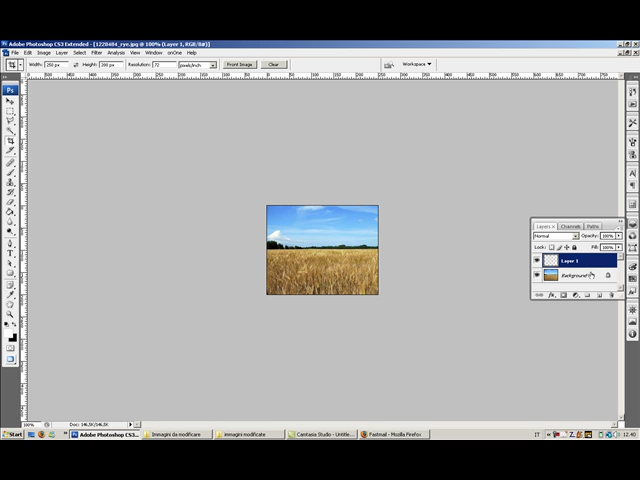 Adobe Photoshop CS3 Extended - [1228404_rye.jpg @ 100% (Layer 1, RGB/8#)]
File Edit Image Layer Select Filter Analysis View Window onOne Help
Width: 250 px Height: 200 px Resolution: 72 pixels/inch Front Image Clear Workspace
Ps
Layers Channels Paths
Normal Opacity: 100%
Lock: Fill: 100%
Layer 1
Background
100% Doc: 146,5K/146,5K
Start Adobe Photoshop CS3... Immagini da modificare immagini modificate Camtasia Studio - Untitle... Fastmail - Mozilla Firefox IT 12.40